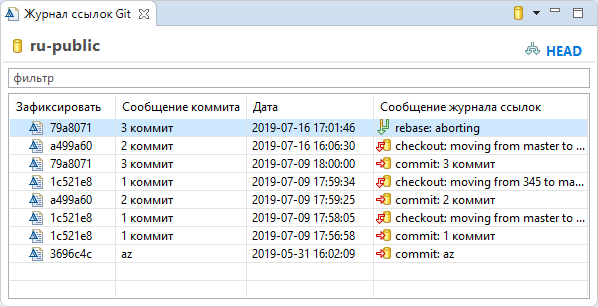 Журнал ссылок Git
ru-public
HEAD
фильтр
Зафиксировать Сообщение коммита Дата Сообщение журнала ссылок
79a8071 3 коммит 2019-07-16 17:01:46 rebase: aborting
a499a60 2 коммит 2019-07-16 16:06:30 checkout: moving from master to ...
79a8071 3 коммит 2019-07-09 18:00:00 commit: 3 коммит
1c521e8 1 коммит 2019-07-09 17:59:34 checkout: moving from 345 to ma...
a499a60 2 коммит 2019-07-09 17:59:25 commit: 2 коммит
1c521e8 1 коммит 2019-07-09 17:58:05 checkout: moving from master to ...
1c521e8 1 коммит 2019-07-09 17:56:58 commit: 1 коммит
3696c4c az 2019-05-31 16:02:09 commit: az